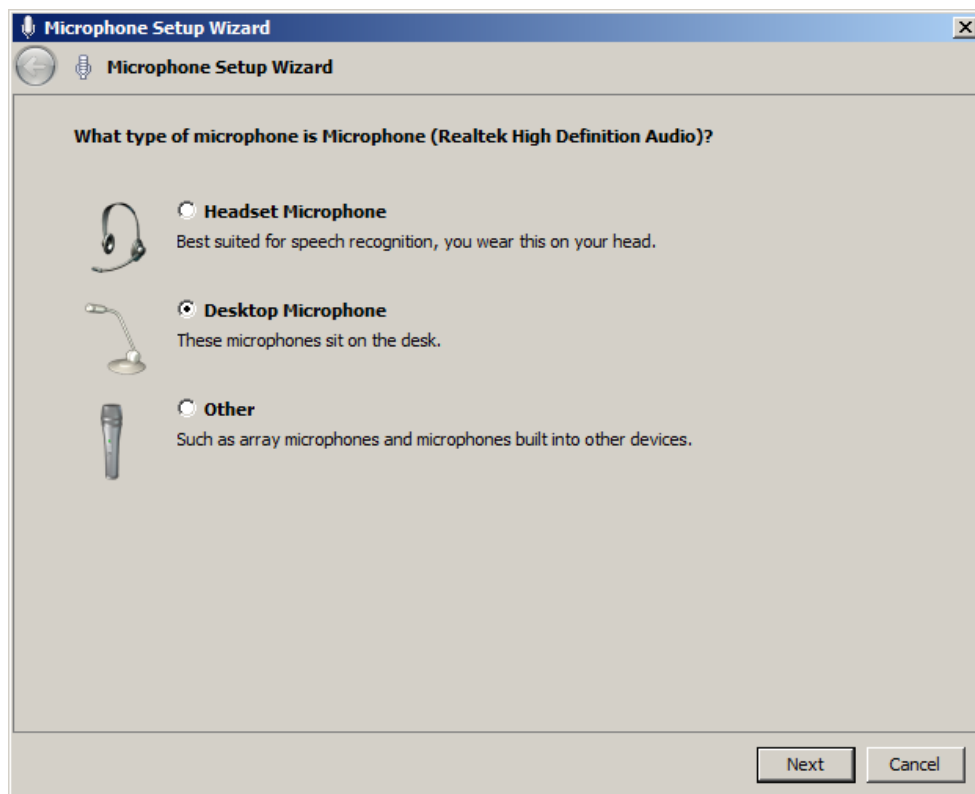 Microphone Setup Wizard
Microphone Setup Wizard
What type of microphone is Microphone (Realtek High Definition Audio)?
Headset Microphone
Best suited for speech recognition, you wear this on your head.
Desktop Microphone
These microphones sit on the desk.
Other
Such as array microphones and microphones built into other devices.
Next Cancel